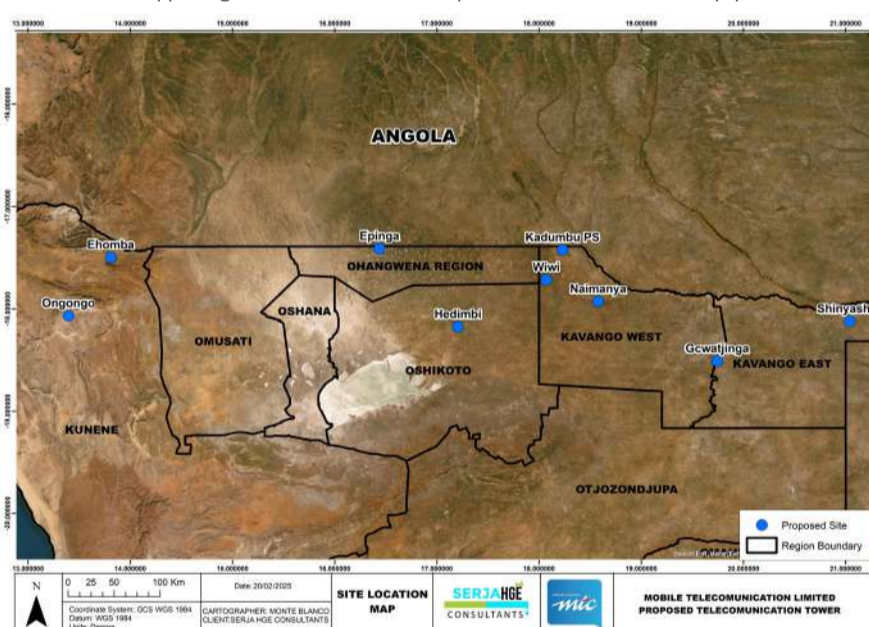 13.000000 14.000000 15.000000 16.000000 17.000000 18.000000 19.000000 20.000000 21.000000
-17.000000
-20.000000
ANGOLA
Ehomba
Epinga
Kadumbu PS
OHANGWENA REGION
Wiwi
Naimanya
Ongongo
OSHANA
Hedimbi
Shinyash
OMUSATI
KAVANGO WEST
OSHIKOTO
Gcwatjinga
KAVANGO EAST
KUNENE
OTJOZONDJUPA
Proposed Site
Region Boundary
13.000000 14.000000 15.000000 16.000000 17.000000 18.000000 19.000000 20.000000 21.000000
N
0 25 50 100 Km
Coordinate System: GCS WGS 1984
Datum: WGS 1984
Date: 20/02/2025
CARTOGRAPHER: MONTE BLANCO
CLIENT:SERJA HGE CONSULTANTS
SITE LOCATION
MAP
SERJAHGE
CONSULTANTS
mtc
MOBILE TELECOMUNICATION LIMITED
PROPOSED TELECOMUNICATION TOWER